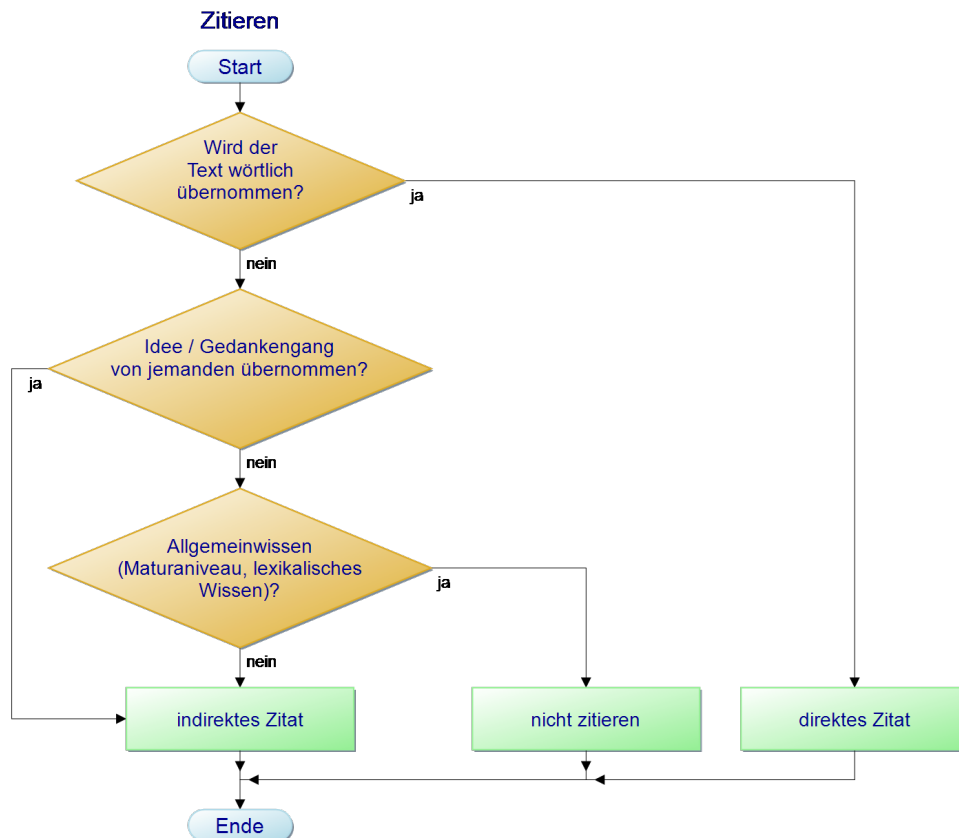 Zitieren
Start
Wird der
Text wörtlich
übernommen?
ja
nein
Idee / Gedankengang
von jemanden übernommen?
ja
nein
Allgemeinwissen
(Maturaniveau, lexikalisches
Wissen)?
ja
nein
indirektes Zitat
nicht zitieren
direktes Zitat
Ende